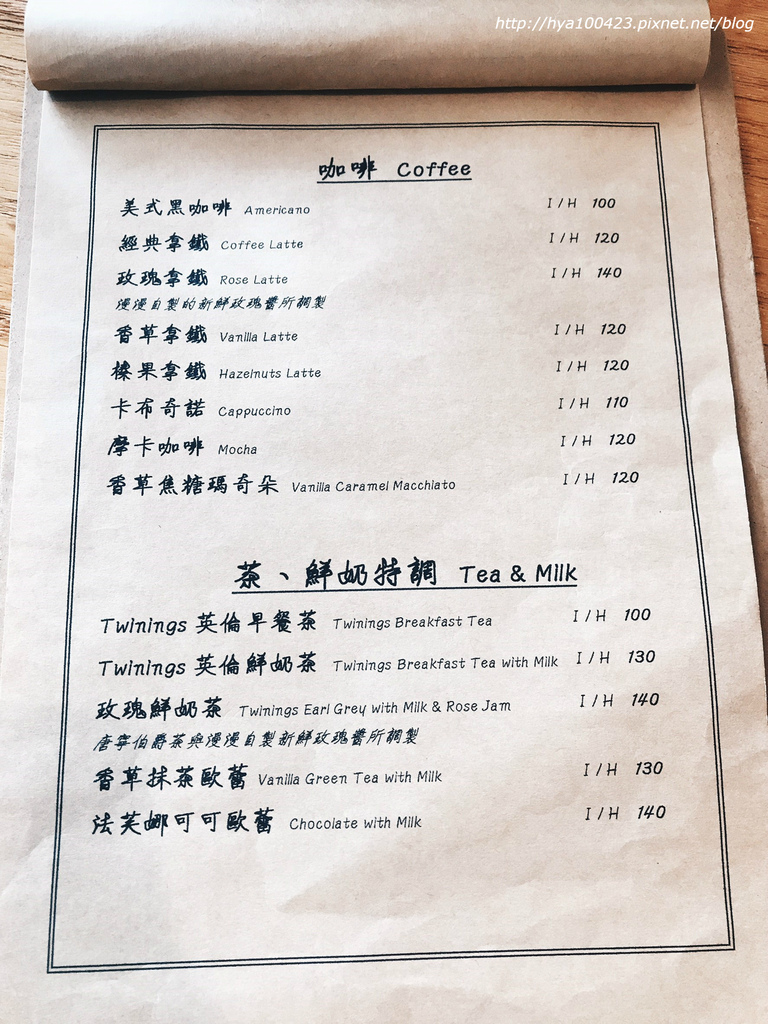 http://hya100423.pixnet.net/blog
咖啡 Coffee
美式黑咖啡 Americano I / H 100
經典拿鐵 Coffee Latte I / H 120
玫瑰拿鐵 Rose Latte I / H 140
漫漫自製的新鮮玫瑰醬所調製
香草拿鐵 Vanilla Latte I / H 120
榛果拿鐵 Hazelnuts Latte I / H 120
卡布奇諾 Cappuccino I / H 110
摩卡咖啡 Mocha I / H 120
香草焦糖瑪奇朵 Vanilla Caramel Macchiato I / H 120
茶、鮮奶特調 Tea & Milk
Twinings 英倫早餐茶 Twinings Breakfast Tea I / H 100
Twinings 英倫鮮奶茶 Twinings Breakfast Tea with Milk I / H 130
玫瑰鮮奶茶 Twinings Earl Grey with Milk & Rose Jam I / H 140
唐寧伯爵茶與漫漫自製新鮮玫瑰醬所調製
香草抹茶歐蕾 Vanilla Green Tea with Milk I / H 130
法芙娜可可歐蕾 Chocolate with Milk I / H 140